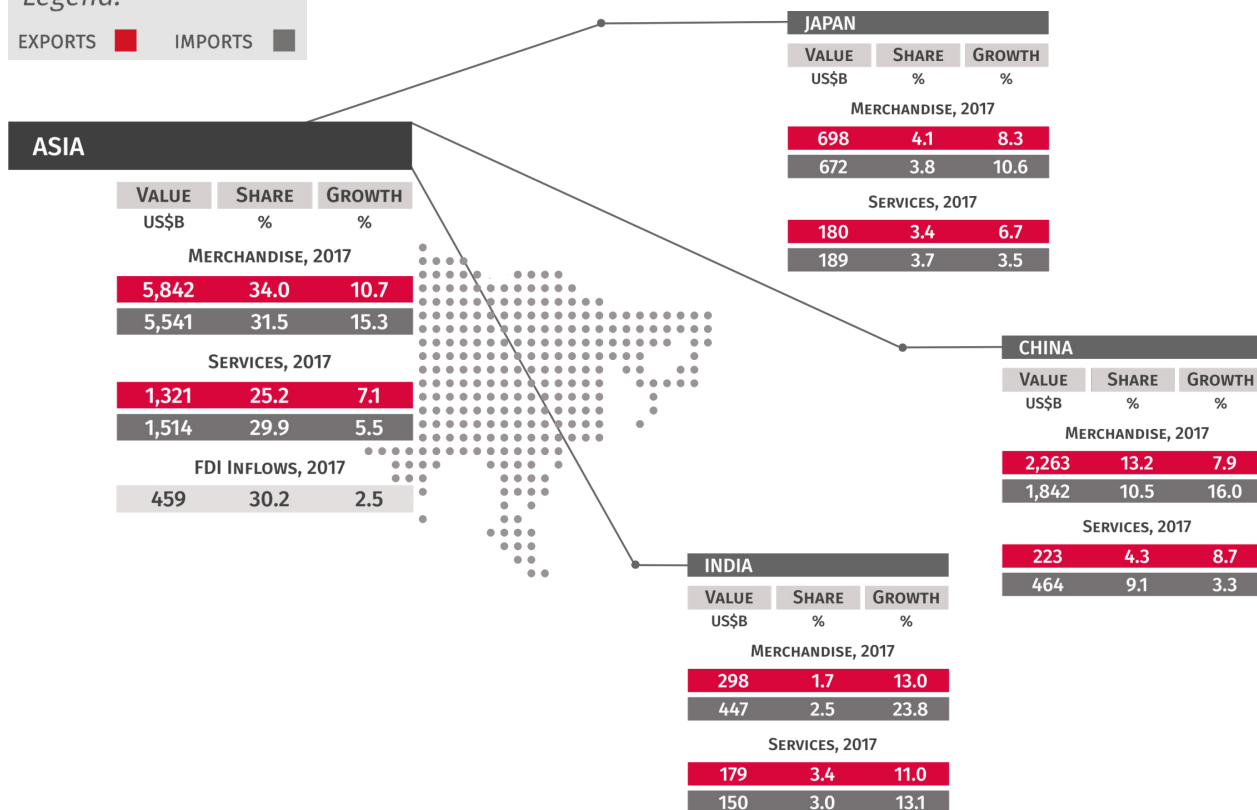 Legend:
EXPORTS IMPORTS
ASIA
VALUE SHARE GROWTH
US$B % %
MERCHANDISE, 2017
5,842 34.0 10.7
5,541 31.5 15.3
SERVICES, 2017
1,321 25.2 7.1
1,514 29.9 5.5
FDI INFLOWS, 2017
459 30.2 2.5
JAPAN
VALUE SHARE GROWTH
US$B % %
MERCHANDISE, 2017
698 4.1 8.3
672 3.8 10.6
SERVICES, 2017
180 3.4 6.7
189 3.7 3.5
CHINA
VALUE SHARE GROWTH
US$B % %
MERCHANDISE, 2017
2,263 13.2 7.9
1,842 10.5 16.0
SERVICES, 2017
223 4.3 8.7
464 9.1 3.3
INDIA
VALUE SHARE GROWTH
US$B % %
MERCHANDISE, 2017
298 1.7 13.0
447 2.5 23.8
SERVICES, 2017
179 3.4 11.0
150 3.0 13.1